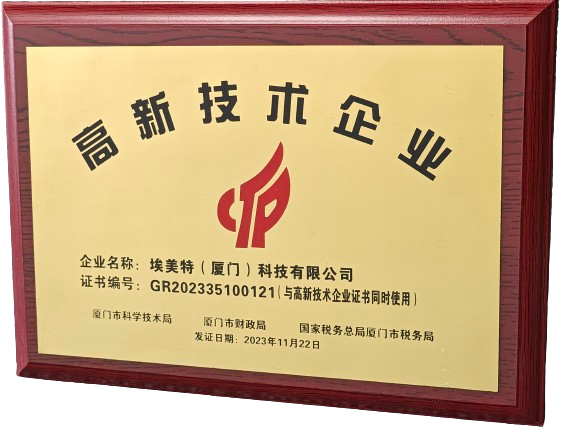 高新技术企业
CTP
企业名称：埃美特（厦门）科技有限公司
证书编号：GR202335100121（与高新技术企业证书同时使用）
厦门市科学技术局 厦门市财政局 国家税务总局厦门市税务局
发证日期：2023年11月22日